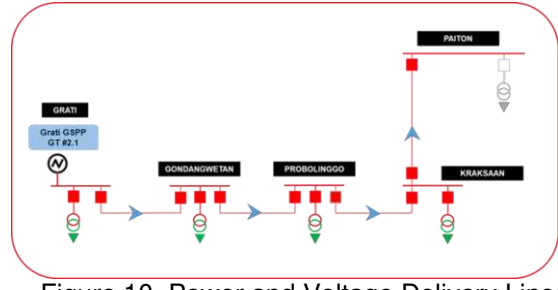 PAITON
GRATI
Grati GSPP
GT #2.1
GONDANGWETAN
PROBOLINGGO
KRAKSAAN
Figure 10. Power and Voltage Delivery Line